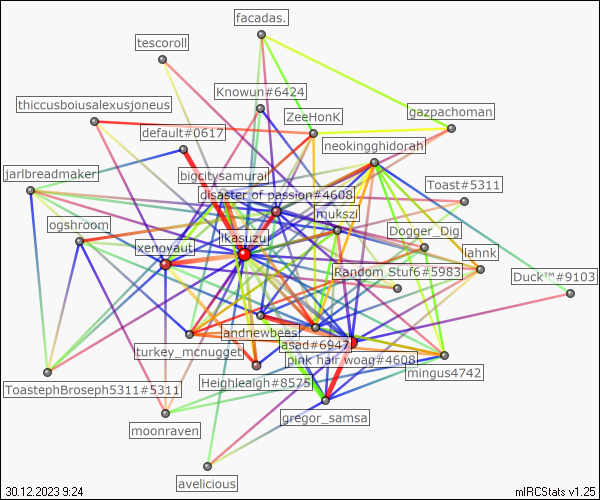 facadas.
tescoroll
Knowun#6424
thiccusboiusalexusjoneus
ZeeHonK
gazpachoman
default#0617
neokingghidorah
jarlbreadmaker
bigcitysamurai
Toast#5311
disaster of passion#4608
mukszi
ogshroom
Dogger_Dig
ikasuzu
xenoyaut
lahnk
Random Stuf6#5983
Duck™#9103
andnewbees
asad#6947
turkey_mcnugget
pink hair woag#4608
mingus4742
Heighleaigh#8575
ToastephBroseph5311#5311
gregor_samsa
moonraven
avelicious
30.12.2023 9:24
mIRCStats v1.25